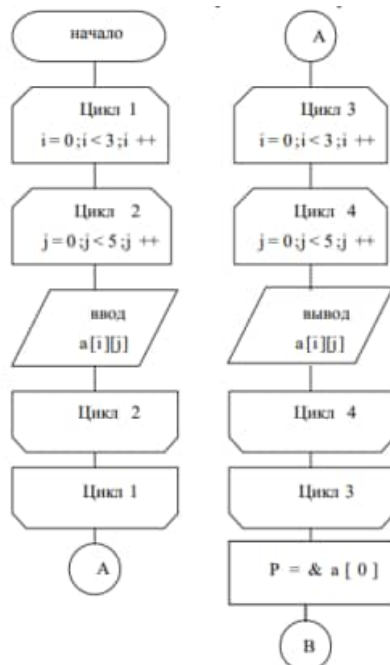 начало
Цикл 1
i = 0 ;i < 3 ; i ++
Цикл 2
j = 0 ;j < 5 ; j ++
ввод
a [ i ] [ j ]
Цикл 2
Цикл 1
A
A
Цикл 3
i = 0 ;i < 3 ; i ++
Цикл 4
j = 0 ;j < 5 ; j ++
вывод
a [ i ] [ j ]
Цикл 4
Цикл 3
P = & a [ 0 ]
B